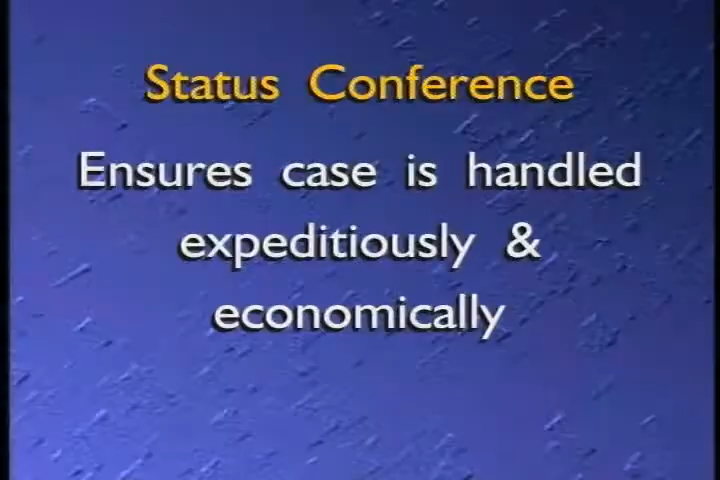 Status Conference
Ensures case is handled
expeditiously &
economically